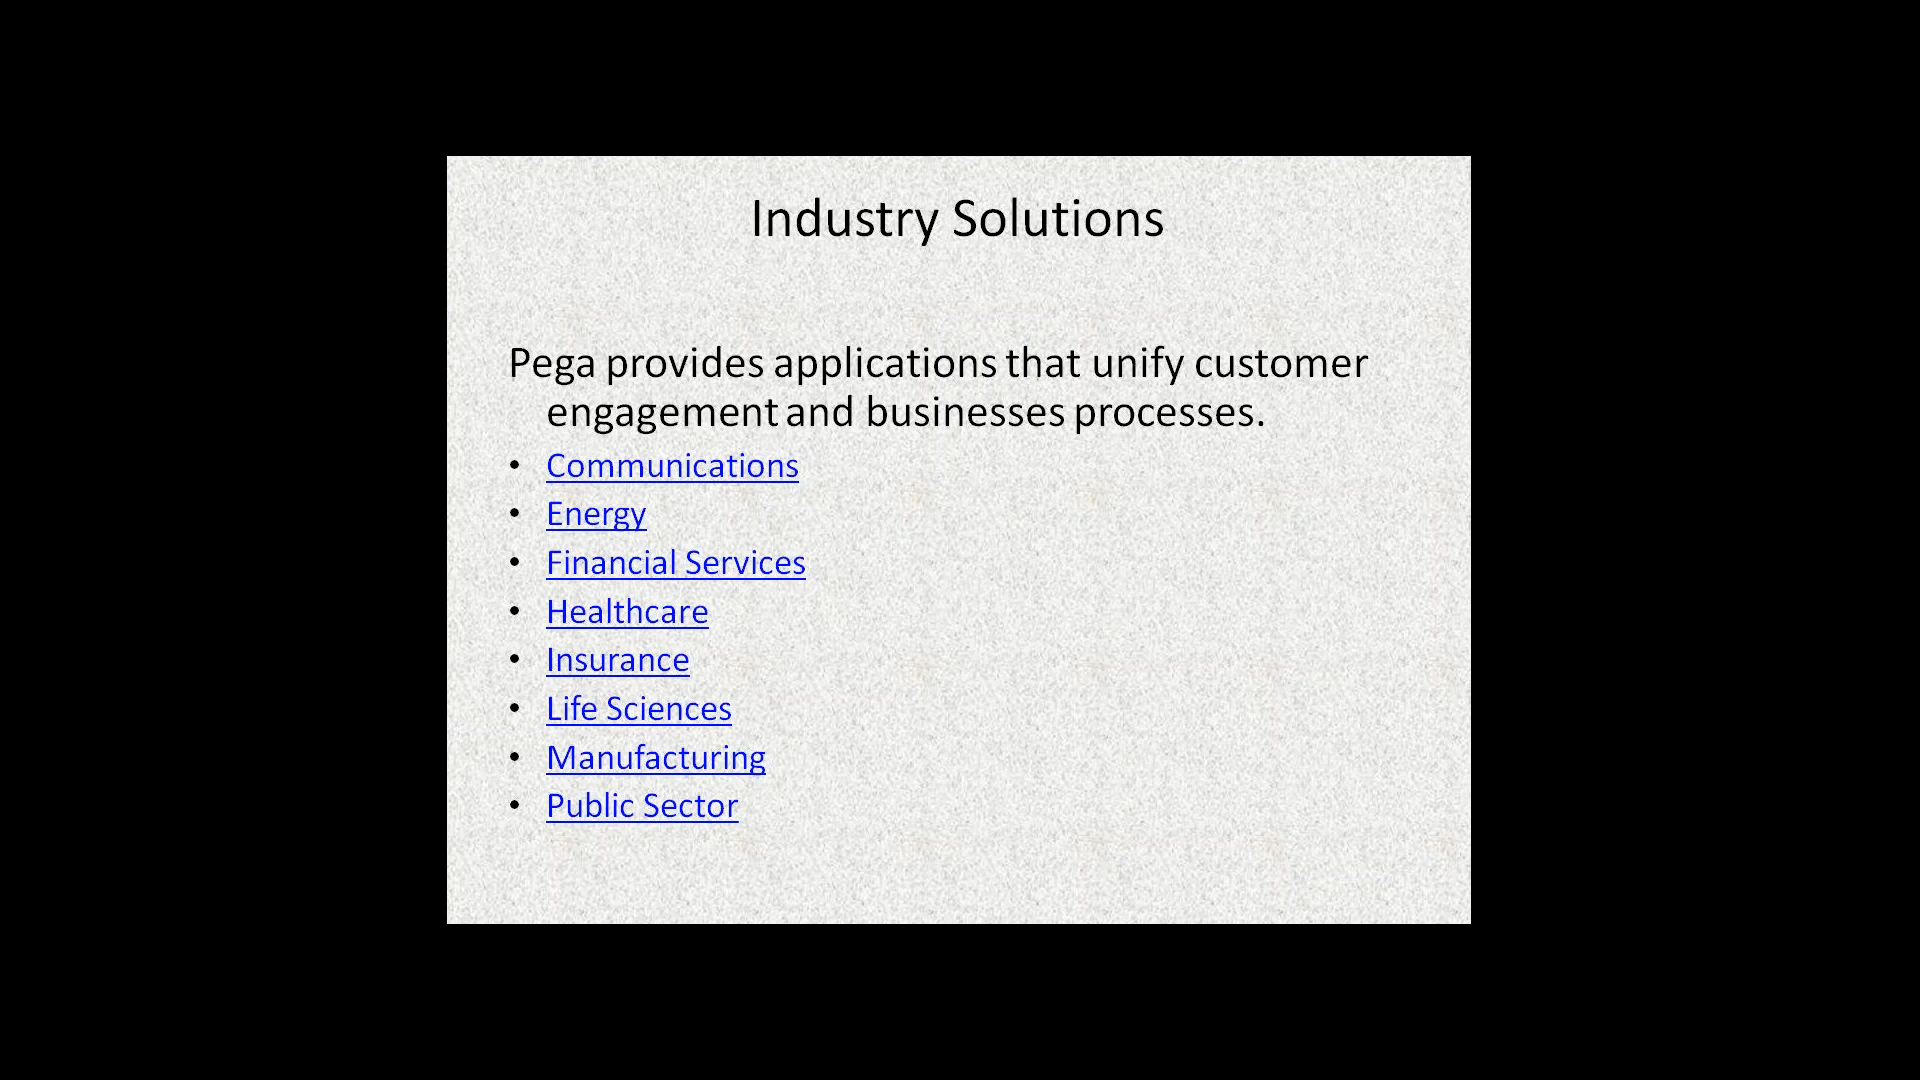 Industry Solutions
Pega provides applications that unify customer
engagement and businesses processes.
• Communications
• Energy
• Financial Services
• Healthcare
• Insurance
• Life Sciences
• Manufacturing
• Public Sector